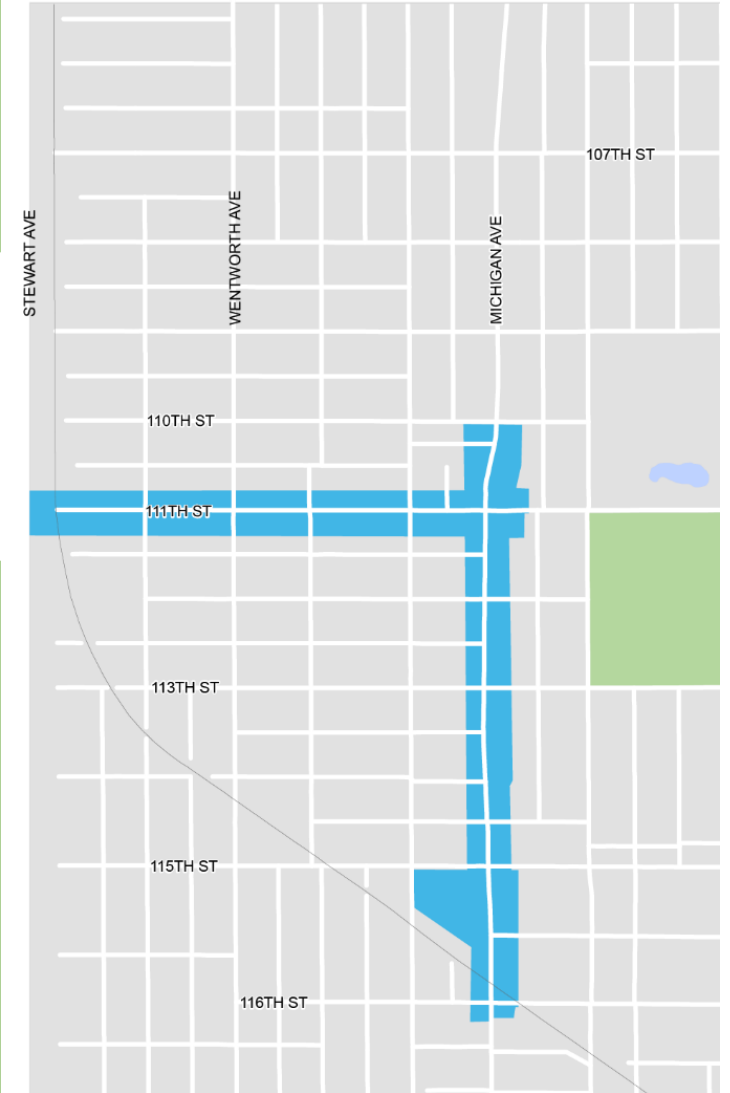 107TH ST
STEWART AVE
WENTWORTH AVE
MICHIGAN AVE
110TH ST
111TH ST
113TH ST
115TH ST
116TH ST